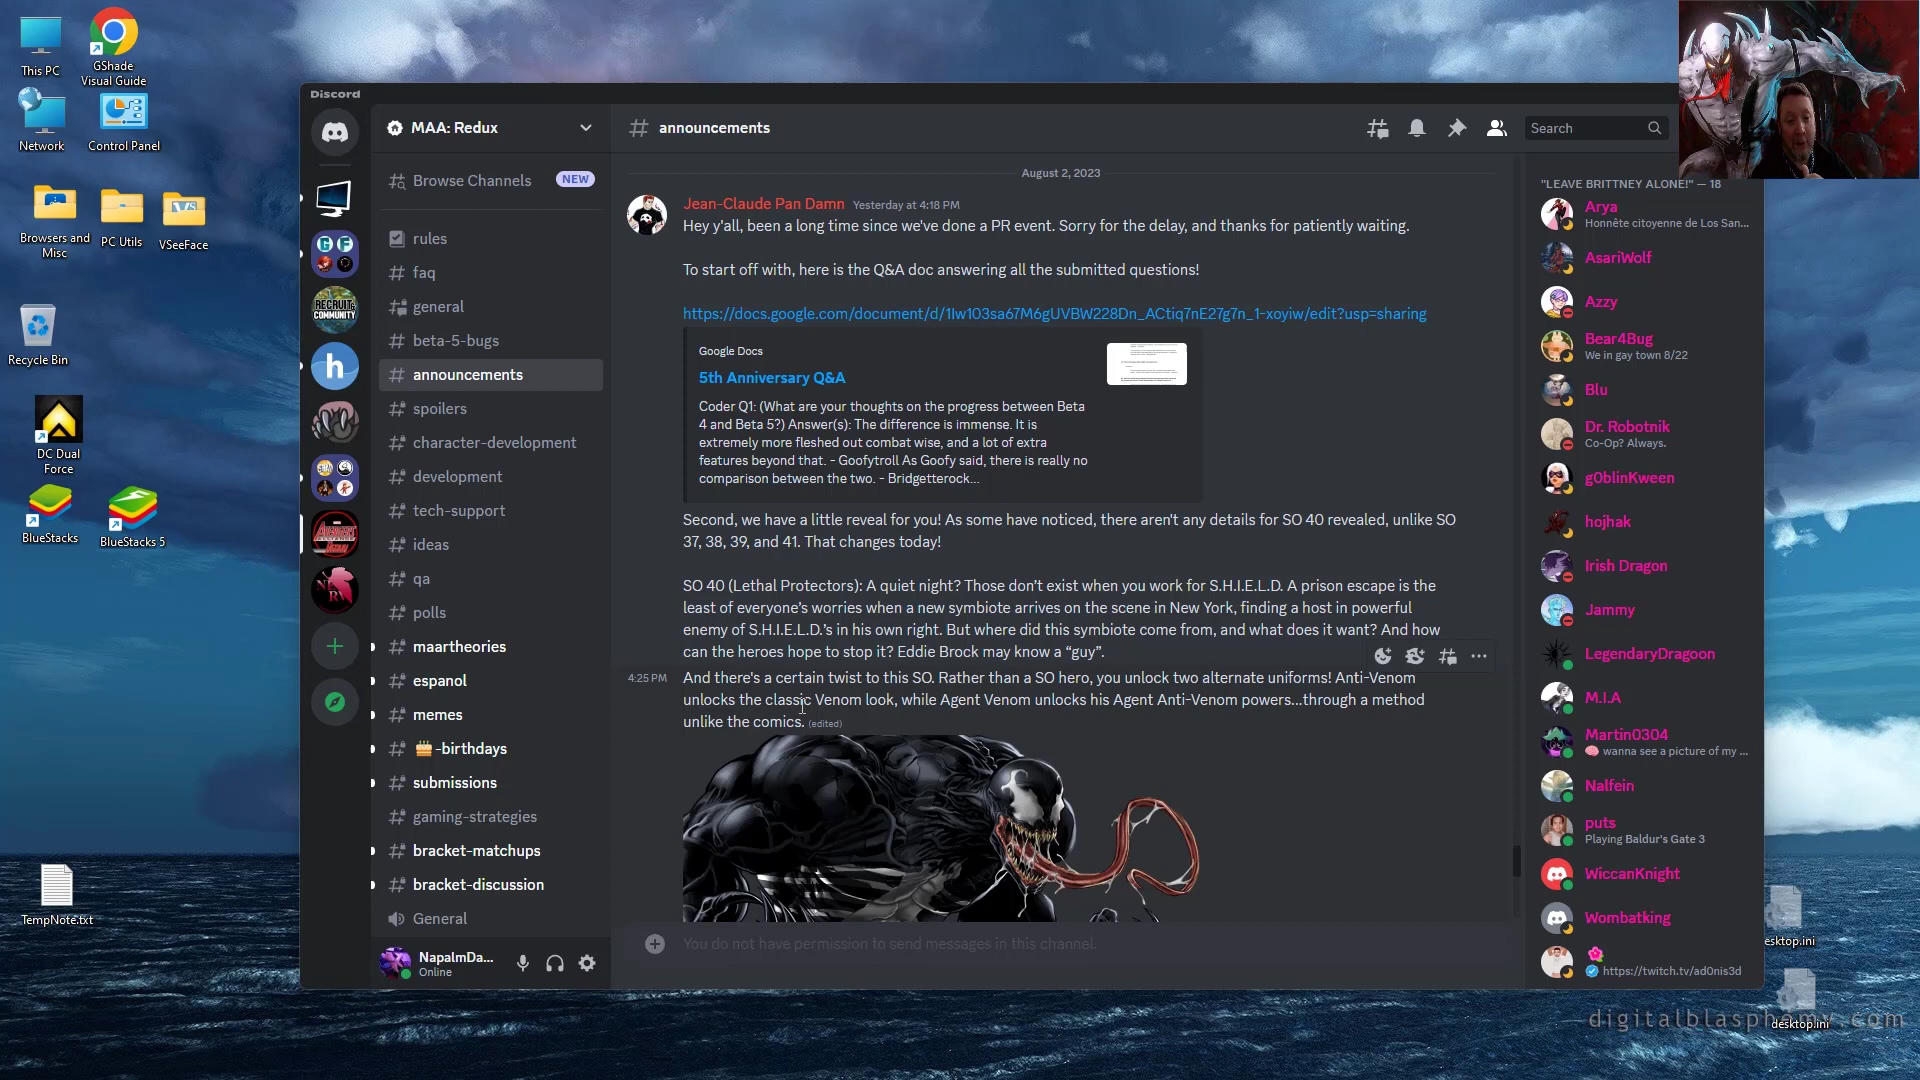 This PC
GShade
Visual Guide
Network
Control Panel
Browsers and
Misc
PC Utils
VSeeFace
Recycle Bin
DC Dual
Force
BlueStacks
BlueStacks 5
TempNote.txt
Discord
MAA: Redux
Browse Channels
NEW
rules
faq
general
beta-5-bugs
announcements
spoilers
character-development
development
tech-support
ideas
qa
polls
maartheories
espanol
memes
-birthdays
submissions
gaming-strategies
bracket-matchups
bracket-discussion
General
NapalmDa...
Online
announcements
Search
August 2, 2023
Jean-Claude Pan Damn Yesterday at 4:18 PM
Hey y'all, been a long time since we've done a PR event. Sorry for the delay, and thanks for patiently waiting.
To start off with, here is the Q&A doc answering all the submitted questions!
https://docs.google.com/document/d/1Iw103sa67M6gUVBW228Dn_ACtiq7nE27g7n_1-xoyiw/edit?usp=sharing
Google Docs
5th Anniversary Q&A
Coder Q1: (What are your thoughts on the progress between Beta
4 and Beta 5?) Answer(s): The difference is immense. It is
extremely more fleshed out combat wise, and a lot of extra
features beyond that. - Goofytroll As Goofy said, there is really no
comparison between the two. - Bridgetterock...
Second, we have a little reveal for you! As some have noticed, there aren't any details for SO 40 revealed, unlike SO
37, 38, 39, and 41. That changes today!
SO 40 (Lethal Protectors): A quiet night? Those don't exist when you work for S.H.I.E.L.D. A prison escape is the
least of everyone's worries when a new symbiote arrives on the scene in New York, finding a host in powerful
enemy of S.H.I.E.L.D.'s in his own right. But where did this symbiote come from, and what does it want? And how
can the heroes hope to stop it? Eddie Brock may know a “guy”.
4:25 PM And there's a certain twist to this SO. Rather than a SO hero, you unlock two alternate uniforms! Anti-Venom
unlocks the classic Venom look, while Agent Venom unlocks his Agent Anti-Venom powers...through a method
unlike the comics. (edited)
You do not have permission to send messages in this channel.
"LEAVE BRITTNEY ALONE!" — 18
Arya
Honnête citoyenne de Los San...
AsariWolf
Azzy
Bear4Bug
We in gay town 8/22
Blu
Dr. Robotnik
Co-Op? Always.
g0blinKween
hojhak
Irish Dragon
Jammy
LegendaryDragoon
M.I.A
Martin0304
wanna see a picture of my ...
Nalfein
puts
Playing Baldur's Gate 3
WiccanKnight
Wombatking
https://twitch.tv/ad0nis3d
esktop.ini
desktop.ini
digitalblasphemy.com